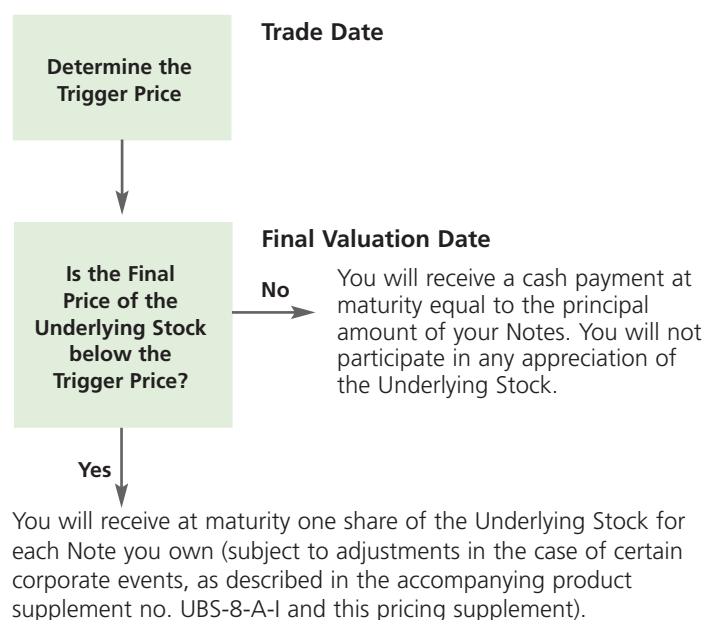 Trade Date
Determine the
Trigger Price
Final Valuation Date
Is the Final
Price of the
Underlying Stock
below the
Trigger Price?
No
You will receive a cash payment at
maturity equal to the principal
amount of your Notes. You will not
participate in any appreciation of
the Underlying Stock.
Yes
You will receive at maturity one share of the Underlying Stock for
each Note you own (subject to adjustments in the case of certain
corporate events, as described in the accompanying product
supplement no. UBS-8-A-I and this pricing supplement).